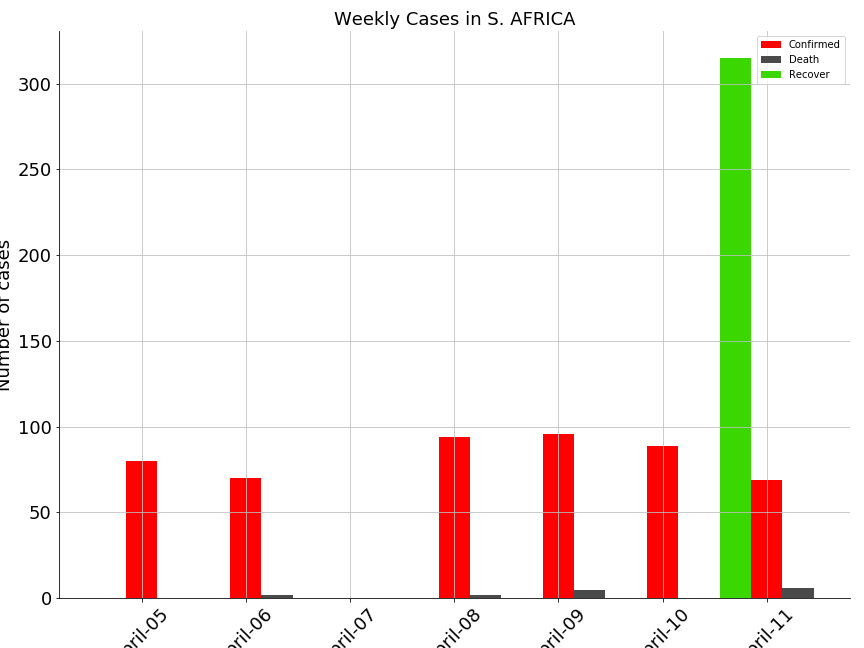 Weekly Cases in S. AFRICA
Confirmed
Death
Recover
Number of cases
300
250
200
150
100
50
0
pril-05
pril-06
pril-07
pril-08
pril-09
pril-10
pril-11